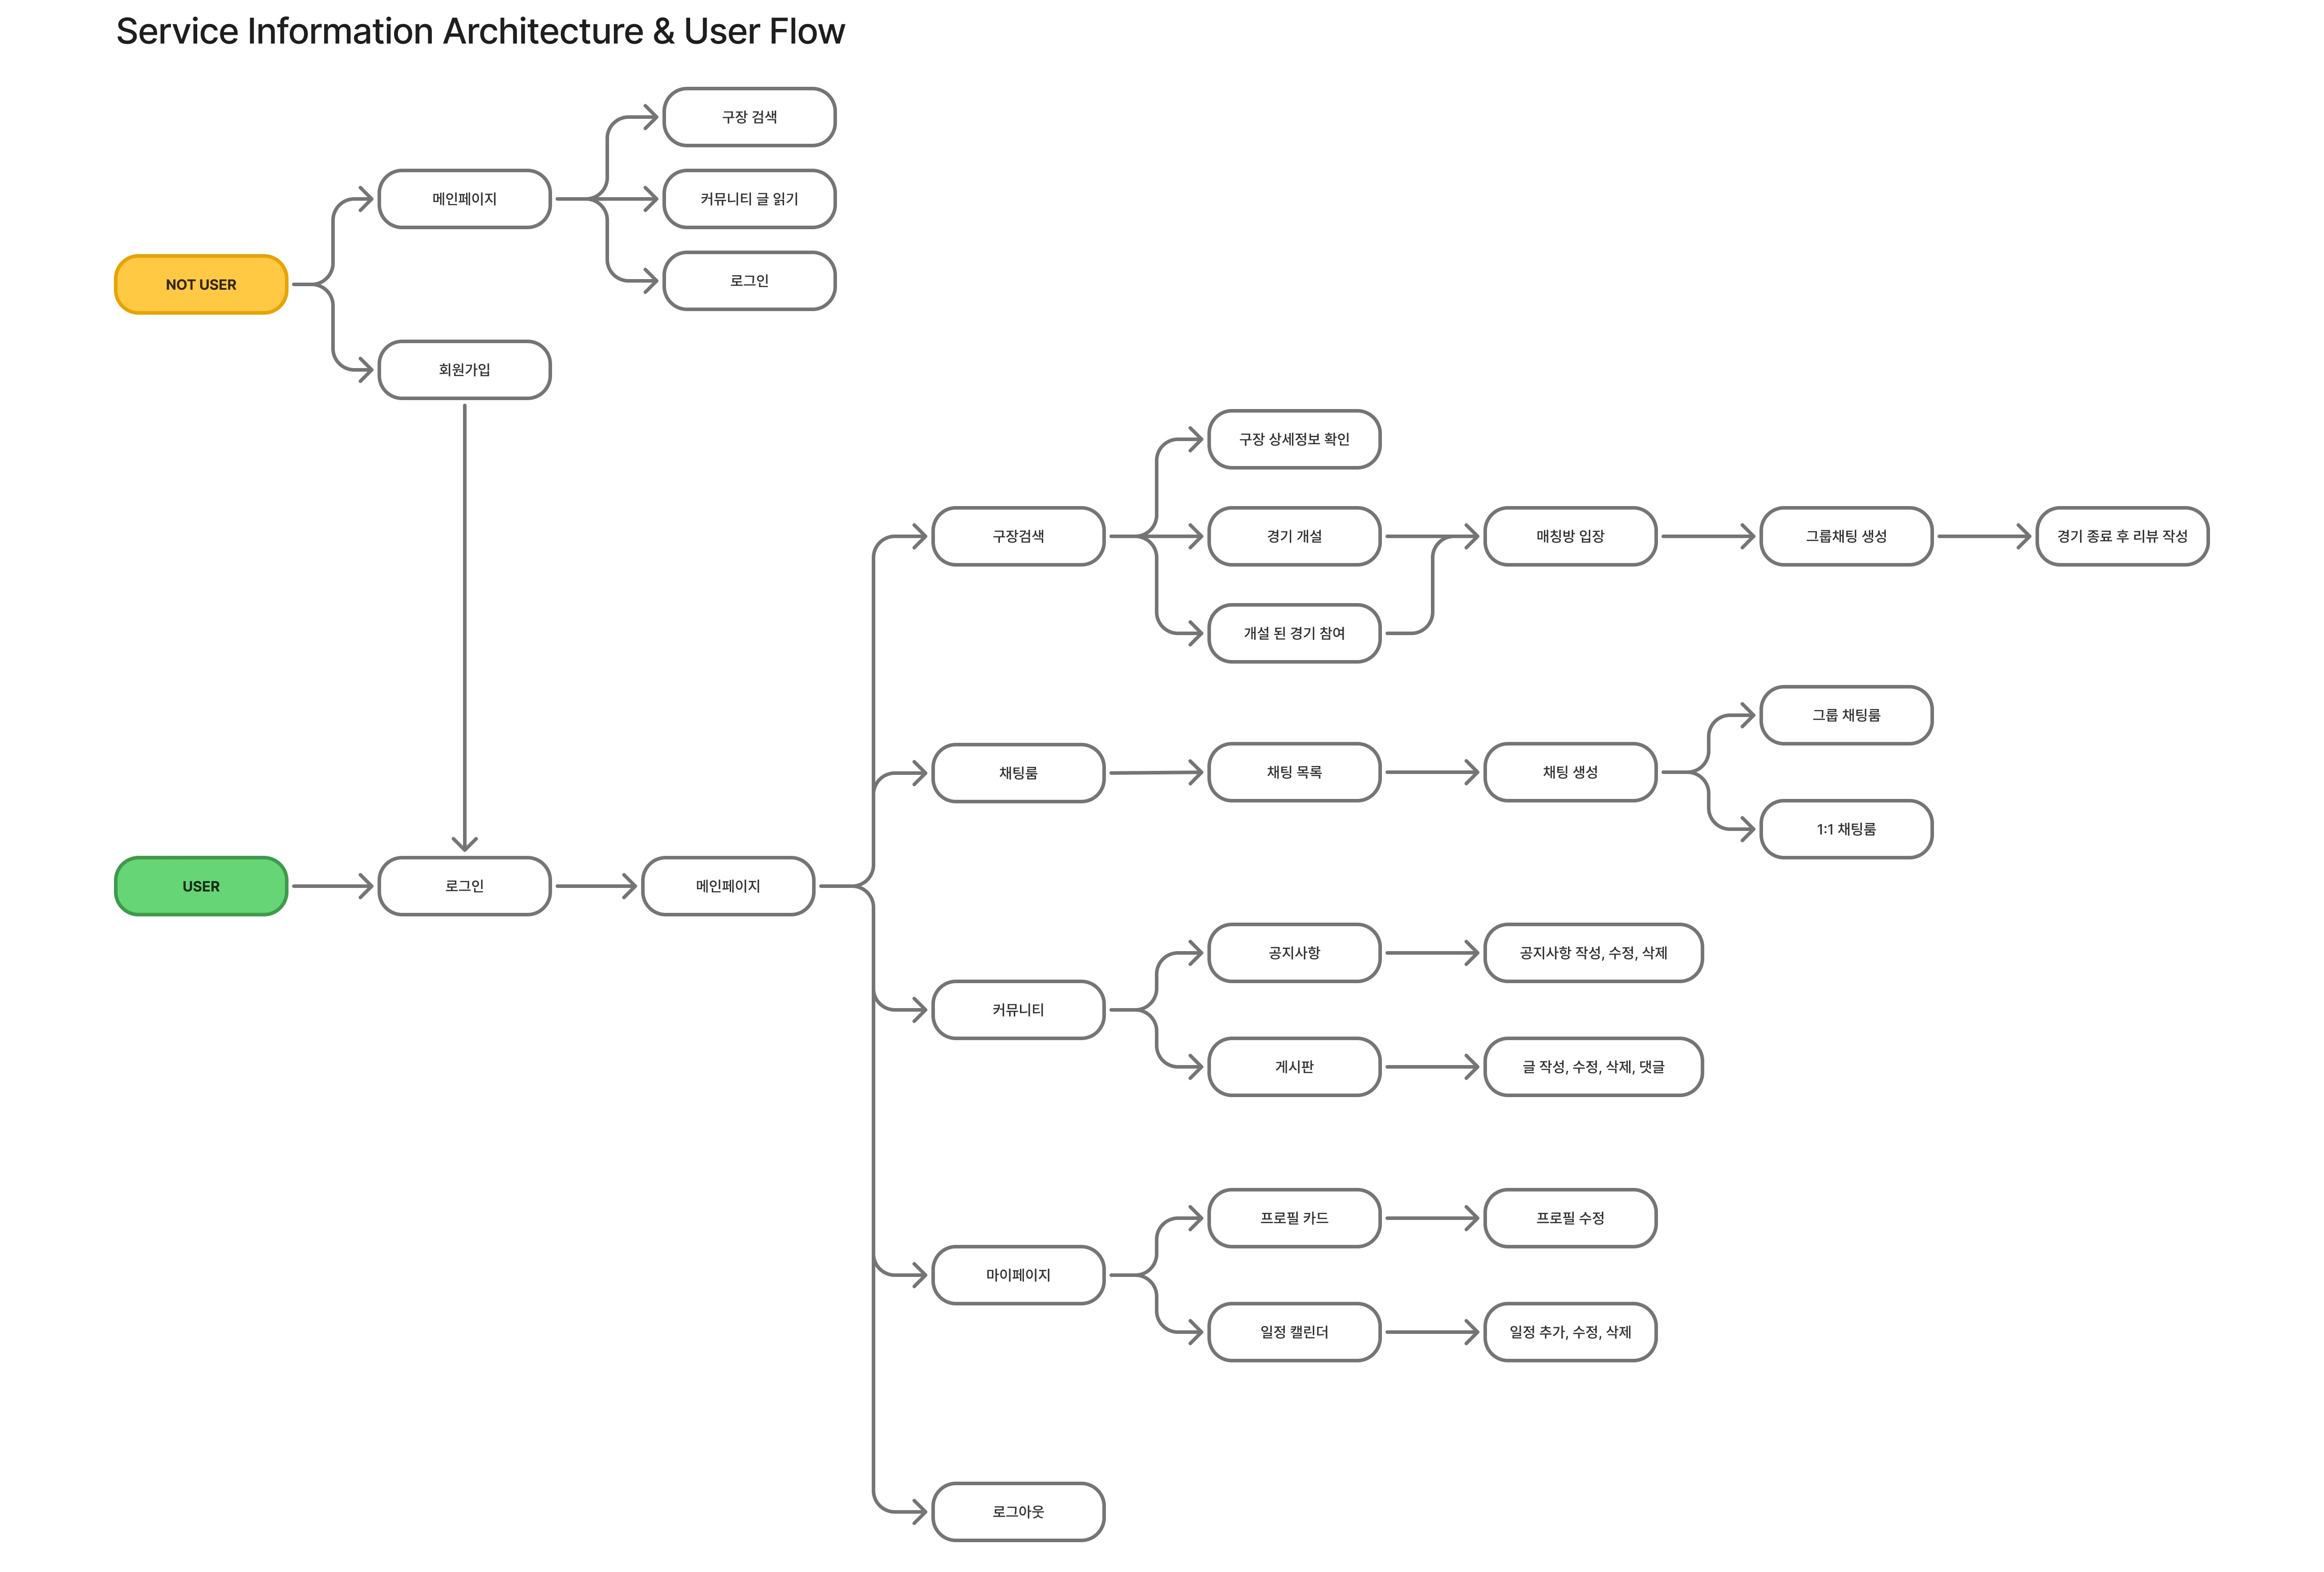 Service Information Architecture & User Flow
구장 검색
메인페이지
커뮤니티 글 읽기
NOT USER
로그인
회원가입
구장 상세정보 확인
구장검색
경기 개설
매칭방 입장
그룹채팅 생성
경기 종료 후 리뷰 작성
개설 된 경기 참여
그룹 채팅룸
채팅룸
채팅 목록
채팅 생성
1:1 채팅룸
USER
로그인
메인페이지
공지사항
공지사항 작성, 수정, 삭제
커뮤니티
게시판
글 작성, 수정, 삭제, 댓글
프로필 카드
프로필 수정
마이페이지
일정 캘린더
일정 추가, 수정, 삭제
로그아웃